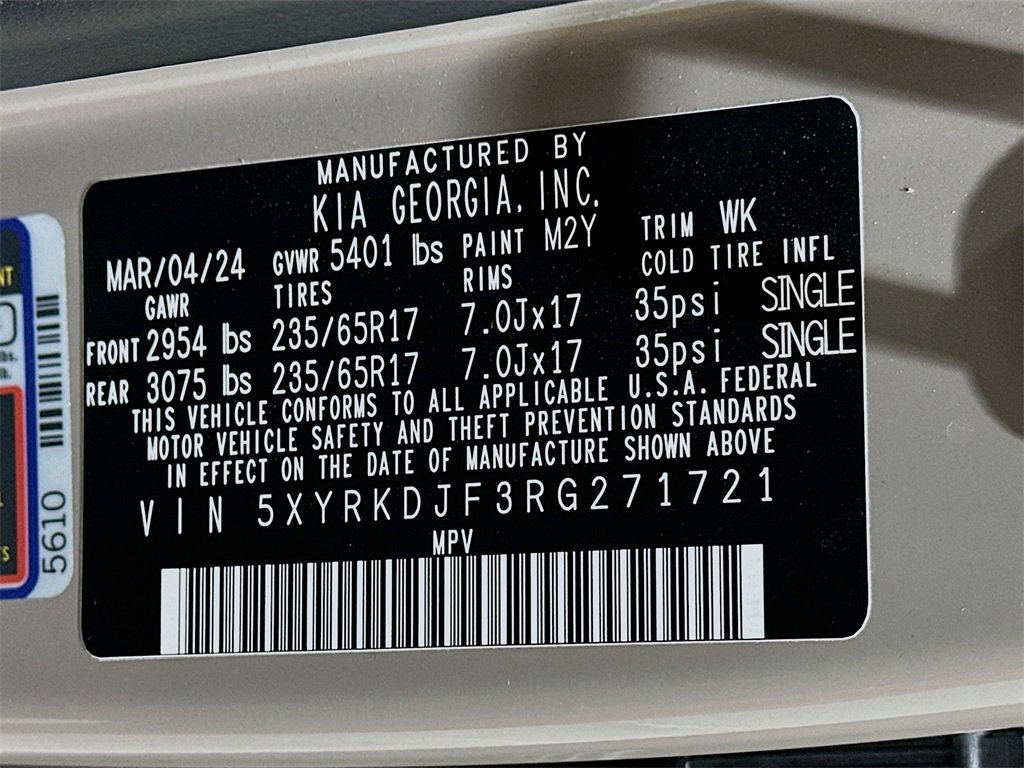 MANUFACTURED BY
KIA GEORGIA, INC.
MAR/04/24 GVWR 5401 lbs PAINT M2Y TRIM WK
GAWR TIRES RIMS COLD TIRE INFL
FRONT 2954 lbs 235/65R17 7.0Jx17 35psi SINGLE
REAR 3075 lbs 235/65R17 7.0Jx17 35psi SINGLE
THIS VEHICLE CONFORMS TO ALL APPLICABLE U.S.A. FEDERAL
MOTOR VEHICLE SAFETY AND THEFT PREVENTION STANDARDS
IN EFFECT ON THE DATE OF MANUFACTURE SHOWN ABOVE
VIN 5XYRKDJF3RG271721
MPV
5610